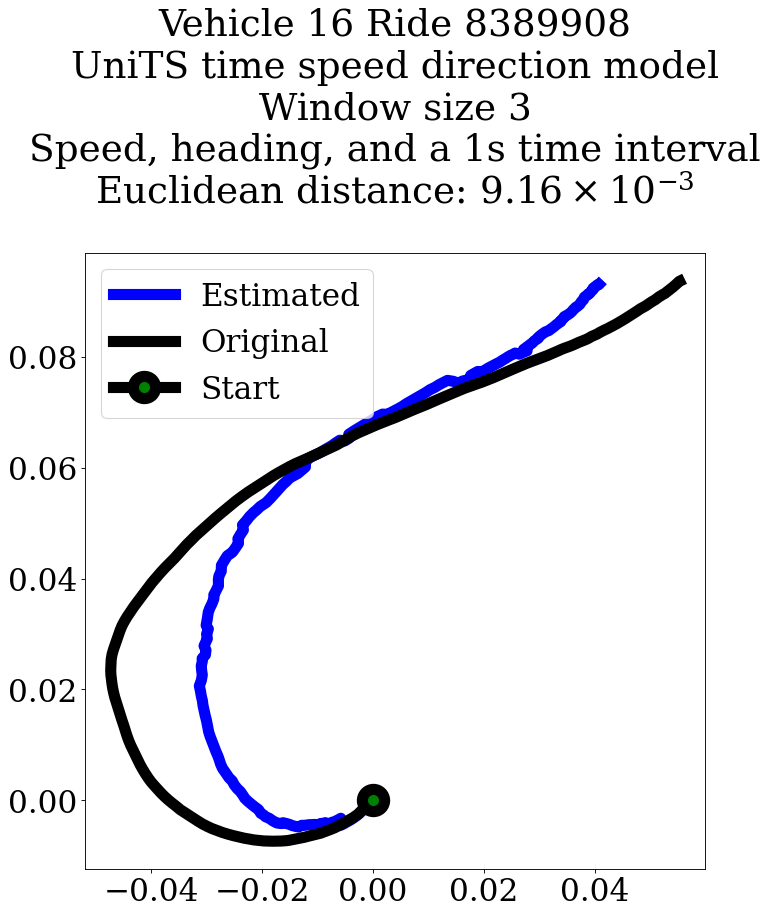 Vehicle 16 Ride 8389908
UniTS time speed direction model
Window size 3
Speed, heading, and a 1s time interval
Euclidean distance: 9.16 × 10⁻³
Estimated
Original
Start
0.08
0.06
0.04
0.02
0.00
−0.04 −0.02 0.00 0.02 0.04